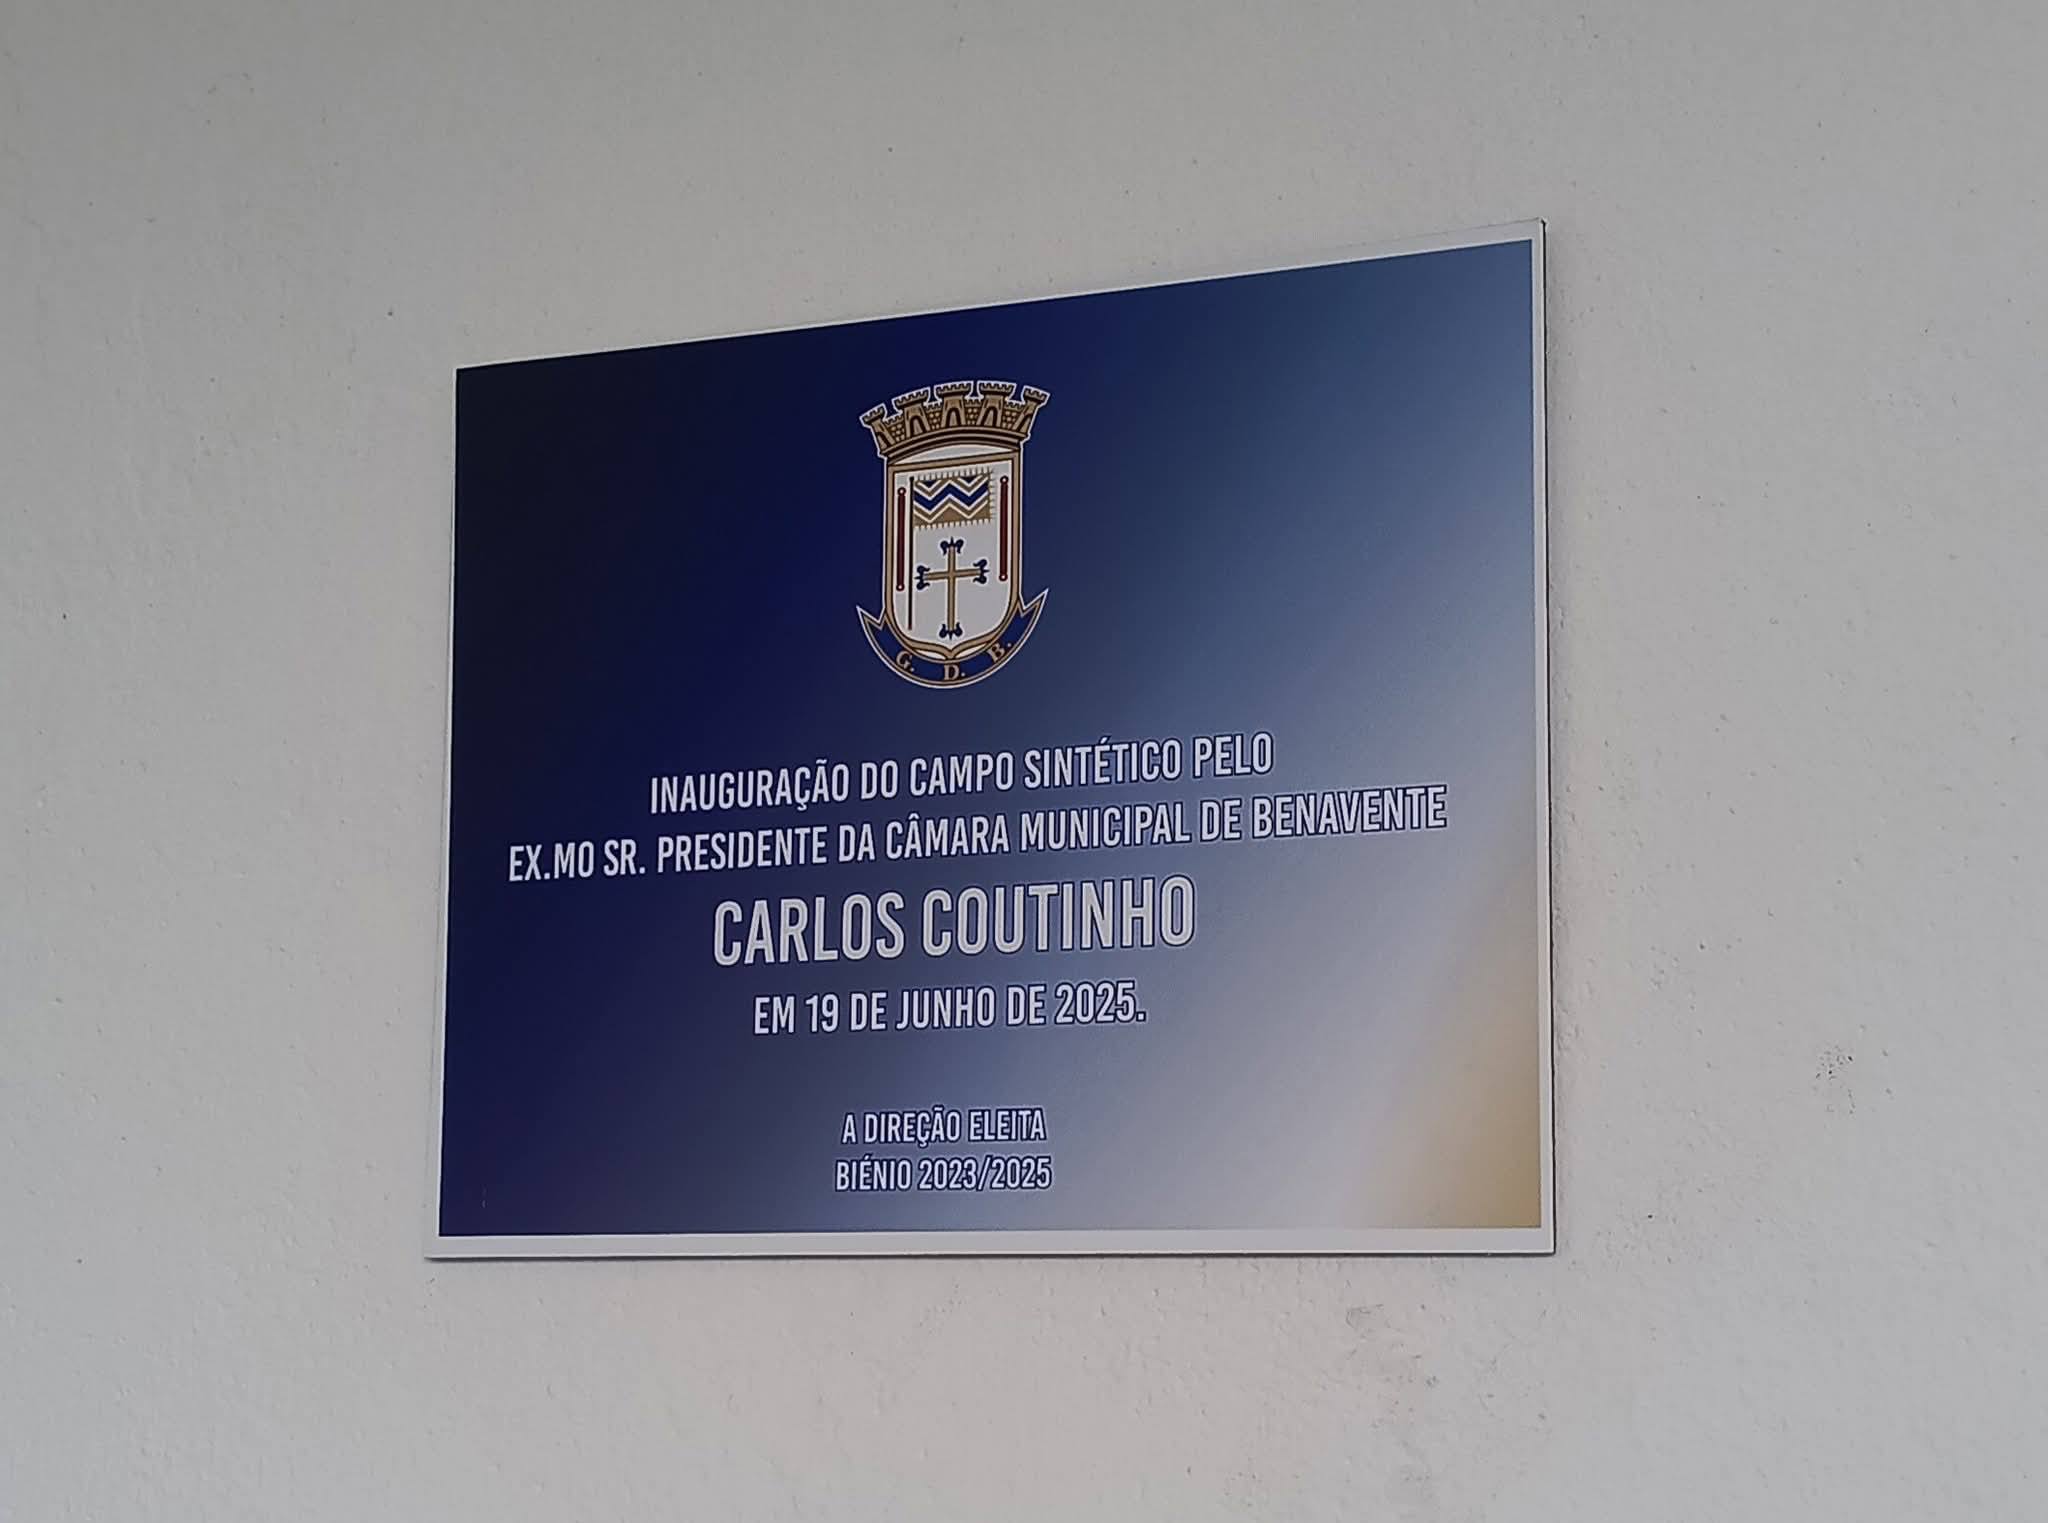 G. D. B.
INAUGURAÇÃO DO CAMPO SINTÉTICO PELO
EX.MO SR. PRESIDENTE DA CÂMARA MUNICIPAL DE BENAVENTE
CARLOS COUTINHO
EM 19 DE JUNHO DE 2025.
A DIREÇÃO ELEITA
BIÉNIO 2023/2025